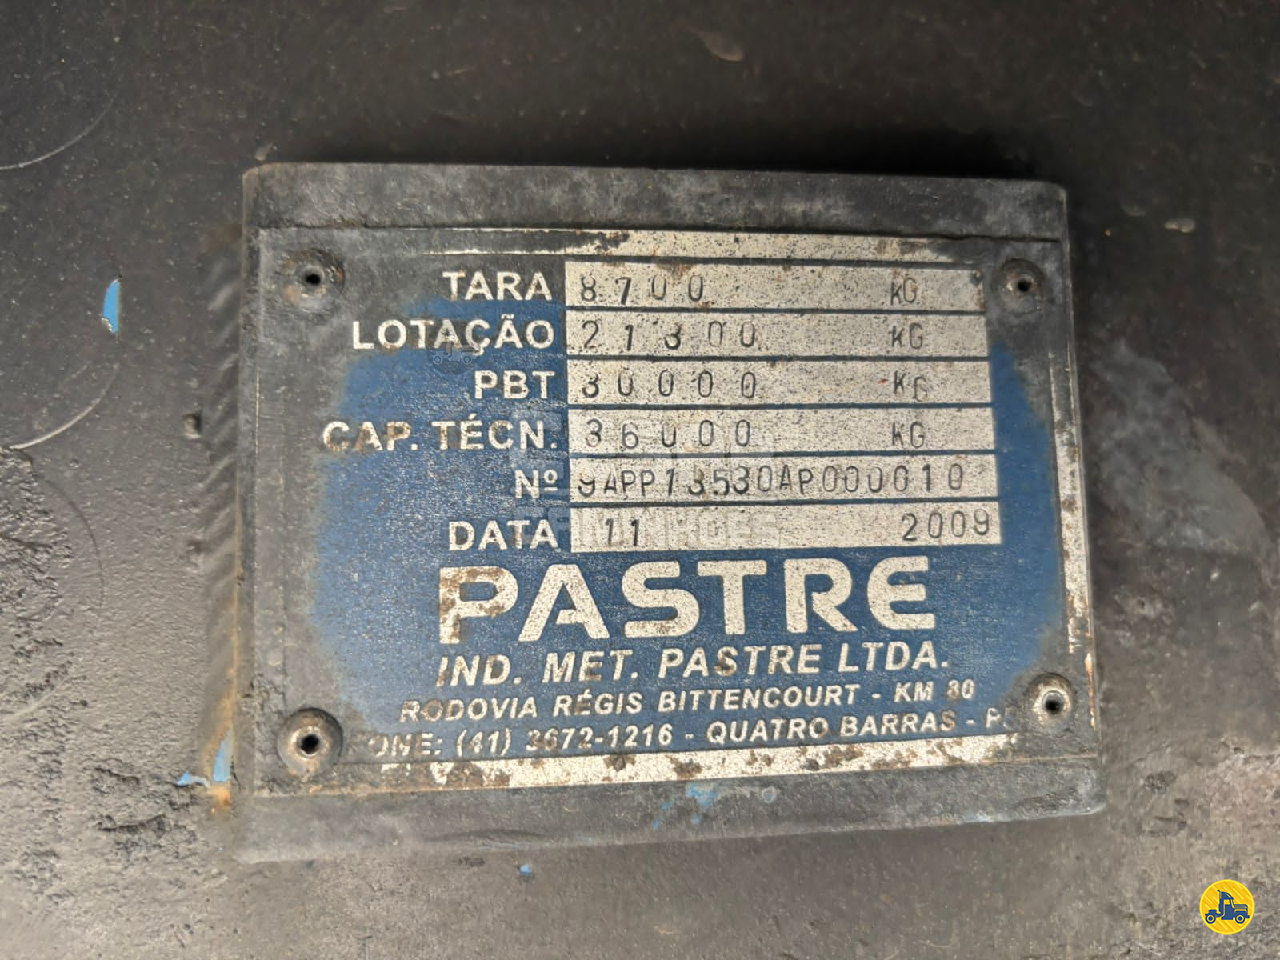 TARA 8700 KG
LOTAÇÃO 21300 KG
PBT 30000 KG
CAP. TÉCN. 36000 KG
Nº 9APP13530AP000010
DATA 11 2009
PASTRE
IND. MET. PASTRE LTDA.
RODOVIA RÉGIS BITTENCOURT - KM 80
FONE: (41) 3672-1216 - QUATRO BARRAS -